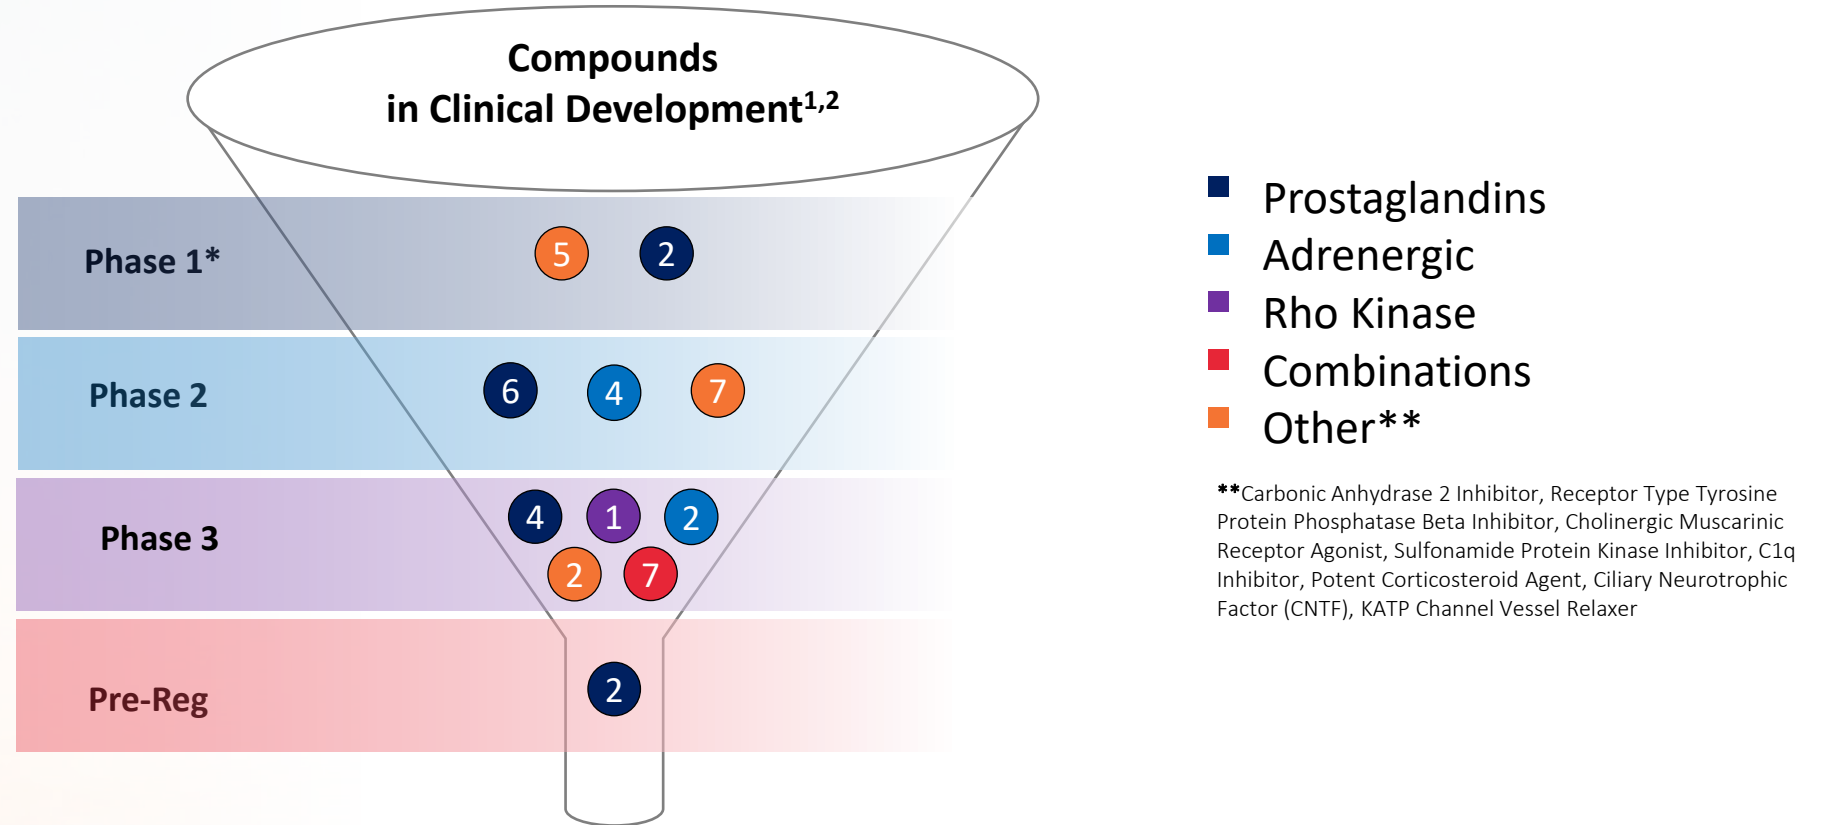 Compounds
in Clinical Development1,2
Phase 1*
5 2
Phase 2
6 4 7
Phase 3
4 1 2
2 7
Pre-Reg
2
Prostaglandins
Adrenergic
Rho Kinase
Combinations
Other**
**Carbonic Anhydrase 2 Inhibitor, Receptor Type Tyrosine
Protein Phosphatase Beta Inhibitor, Cholinergic Muscarinic
Receptor Agonist, Sulfonamide Protein Kinase Inhibitor, C1q
Inhibitor, Potent Corticosteroid Agent, Ciliary Neurotrophic
Factor (CNTF), KATP Channel Vessel Relaxer